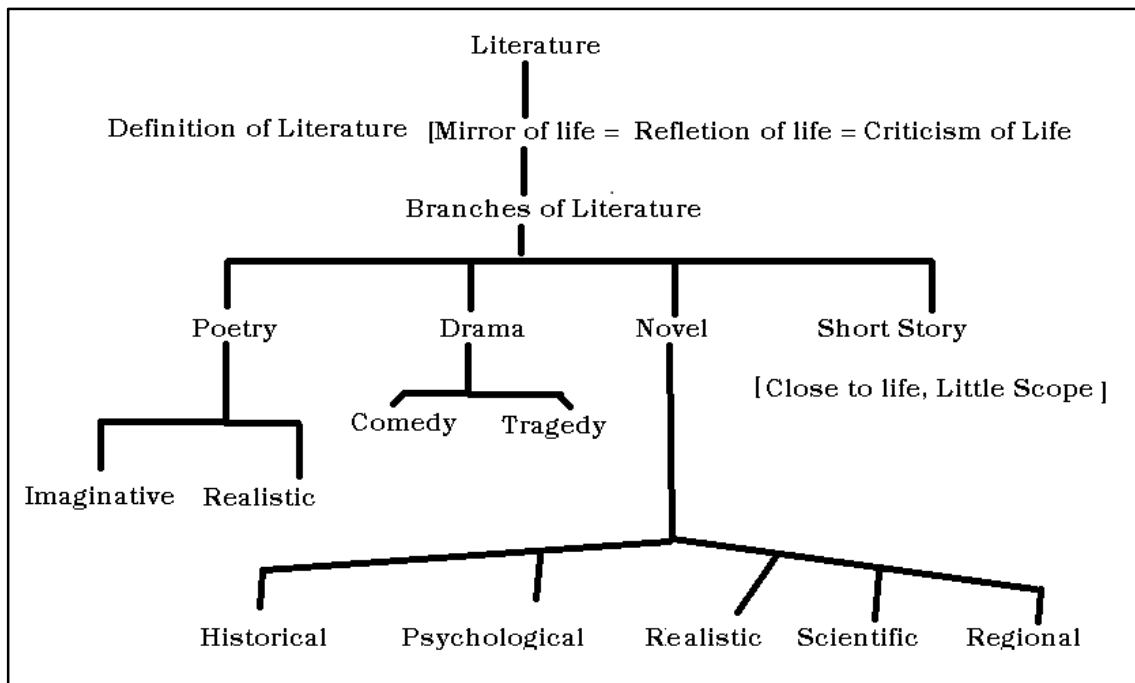 Literature
Definition of Literature [Mirror of life = Refletion of life = Criticism of Life
Branches of Literature
Poetry Drama Novel Short Story
[Close to life, Little Scope]
Comedy Tragedy
Imaginative Realistic
Historical Psychological Realistic Scientific Regional